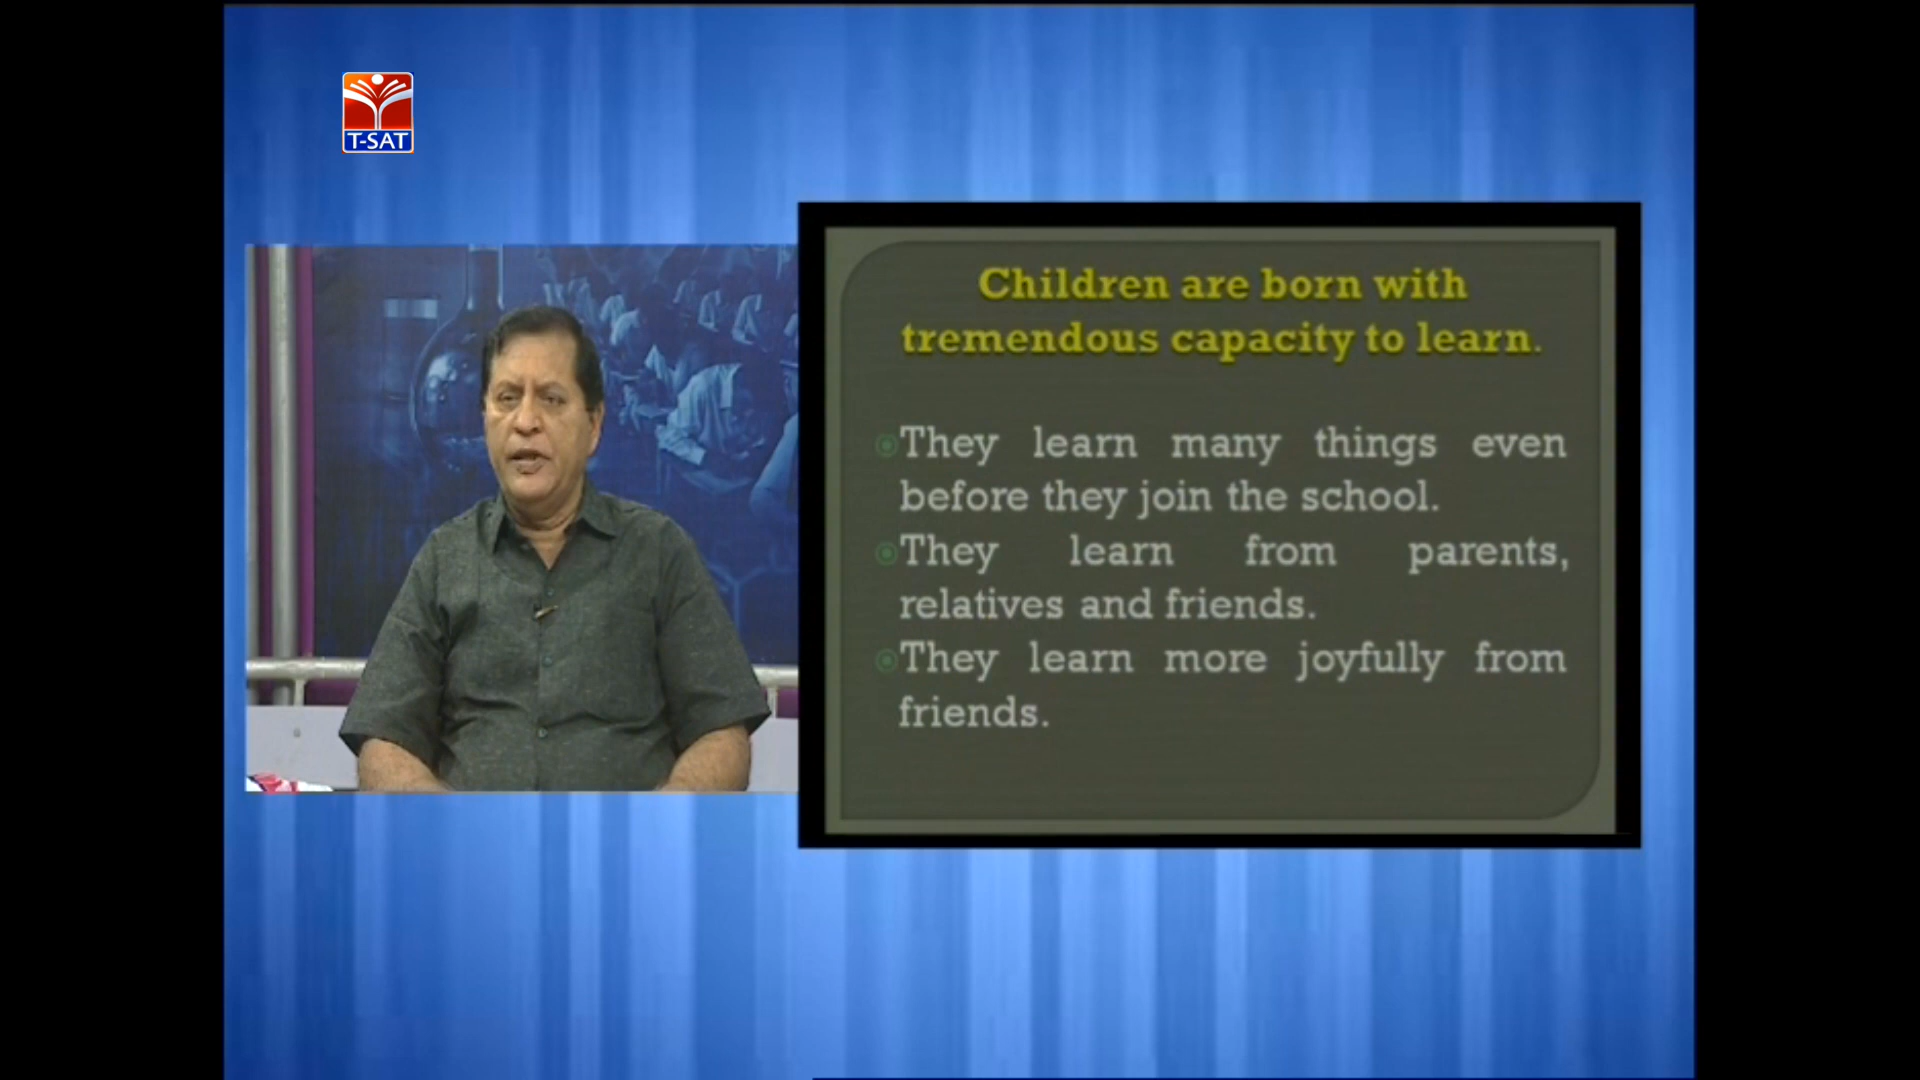 T-SAT
Children are born with
tremendous capacity to learn.
They learn many things even
before they join the school.
They learn from parents,
relatives and friends.
They learn more joyfully from
friends.